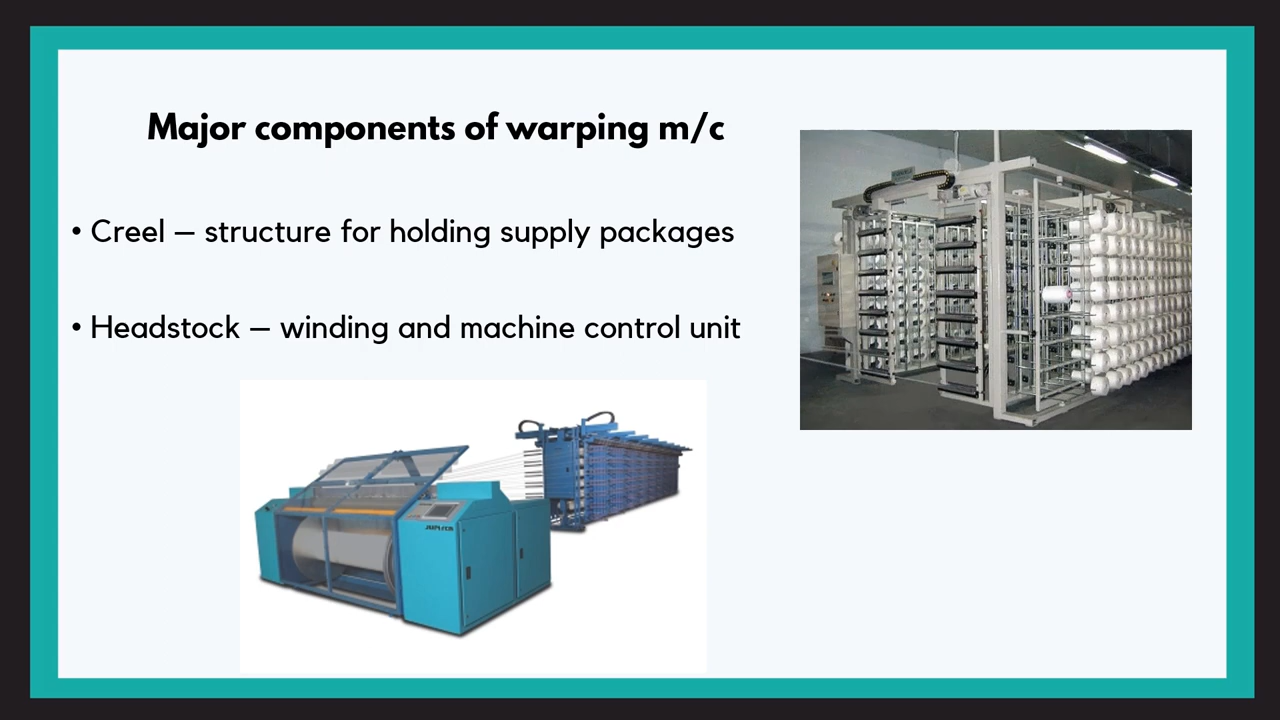 Major components of warping m/c
• Creel – structure for holding supply packages
• Headstock – winding and machine control unit